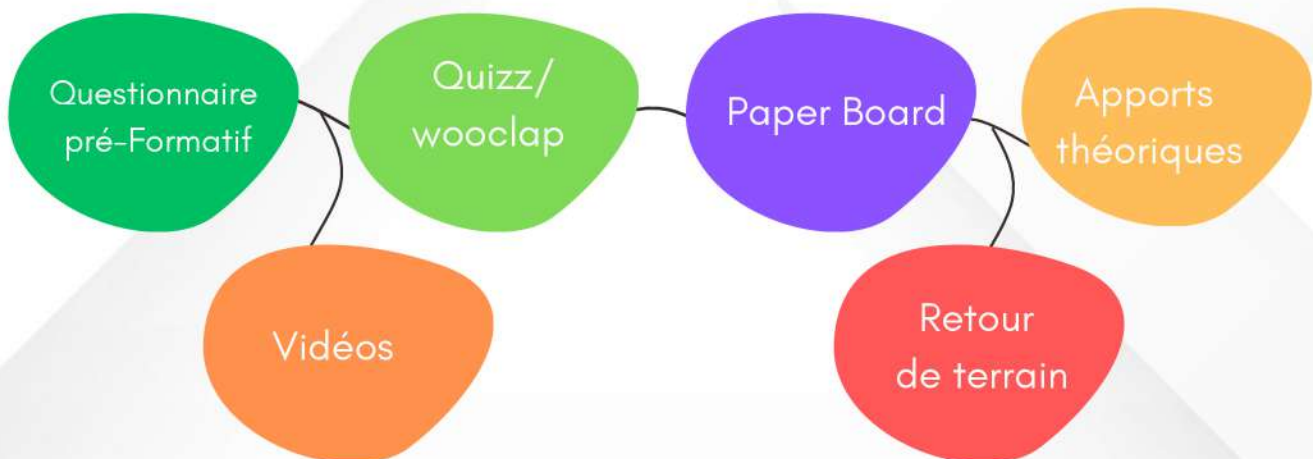 Questionnaire
pré-Formatif
Quizz/
wooclap
Paper Board
Apports
théoriques
Vidéos
Retour
de terrain